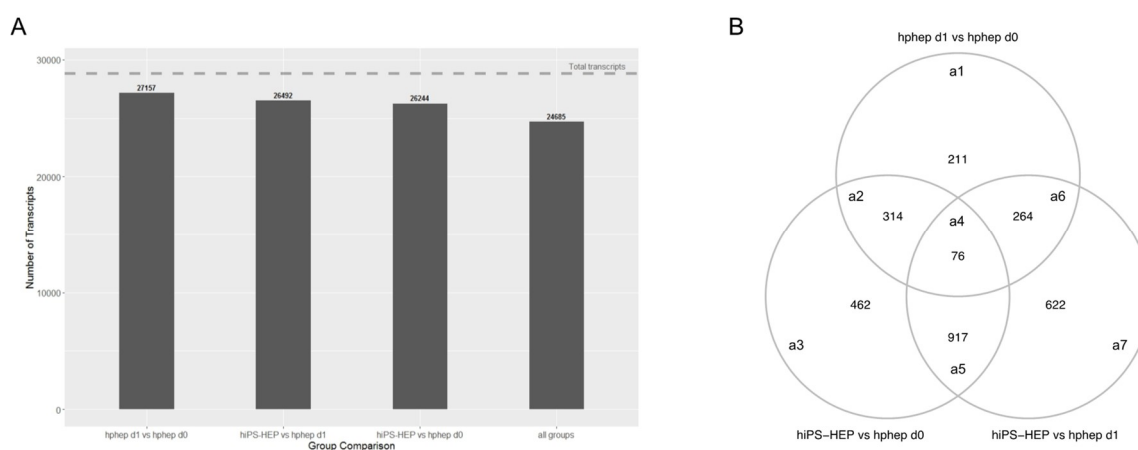 A
30000
Total transcripts
27157
26492
26244
24685
20000
Number of Transcripts
10000
0
hphep d1 vs hphep d0
hiPS-HEP vs hphep d1
hiPS-HEP vs hphep d0
all groups
Group Comparison
B
hphep d1 vs hphep d0
a1
211
a2
a6
314
a4
264
76
462
622
917
a3
a7
a5
hiPS−HEP vs hphep d0
hiPS−HEP vs hphep d1